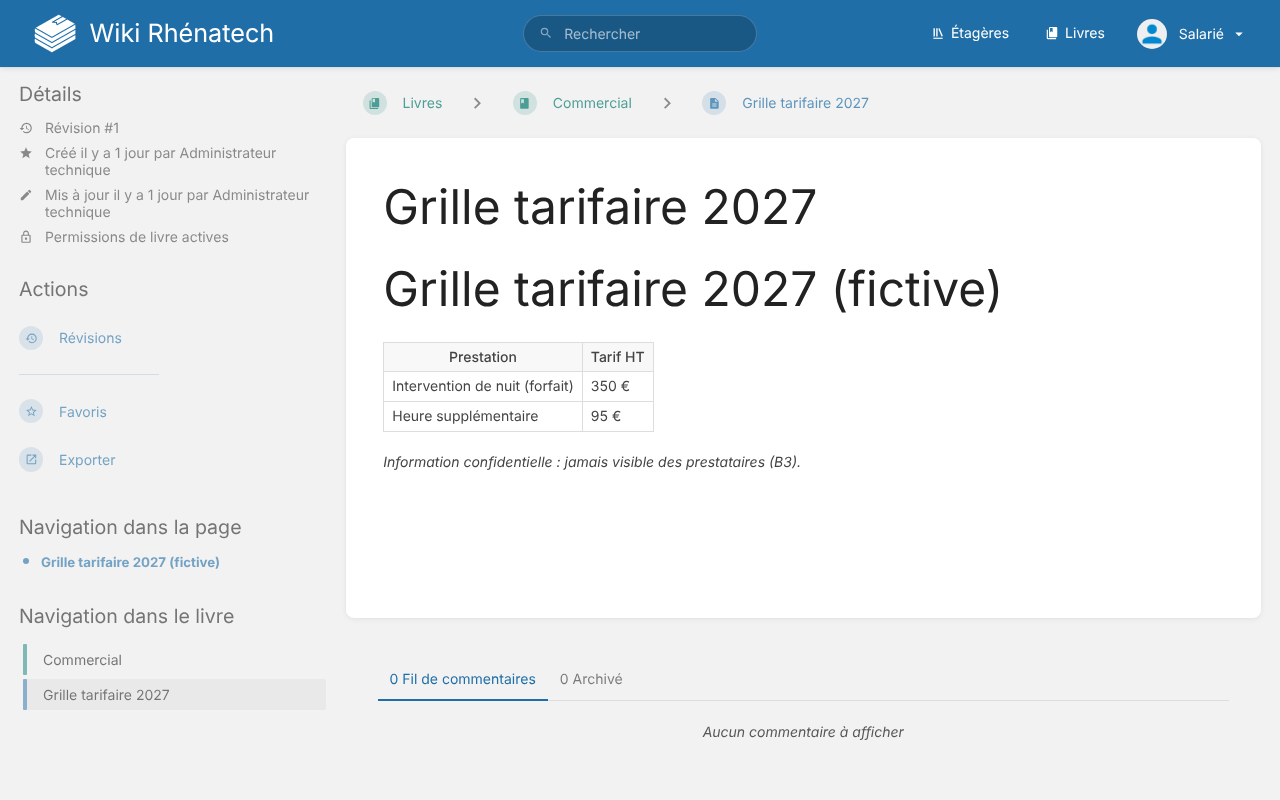 Wiki Rhénatech
Rechercher
Étagères
Livres
Salarié
Détails
Révision #1
Créé il y a 1 jour par Administrateur
technique
Mis à jour il y a 1 jour par Administrateur
technique
Permissions de livre actives
Actions
Révisions
Favoris
Exporter
Navigation dans la page
Grille tarifaire 2027 (fictive)
Navigation dans le livre
Commercial
Grille tarifaire 2027
Livres
Commercial
Grille tarifaire 2027
Grille tarifaire 2027
Grille tarifaire 2027 (fictive)
Prestation Tarif HT
Intervention de nuit (forfait) 350 €
Heure supplémentaire 95 €
Information confidentielle : jamais visible des prestataires (B3).
0 Fil de commentaires
0 Archivé
Aucun commentaire à afficher